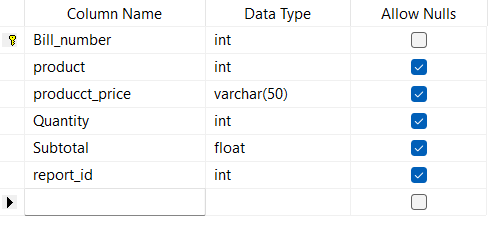 Column Name Data Type Allow Nulls
Bill_number int
product int
producct_price varchar(50)
Quantity int
Subtotal float
report_id int